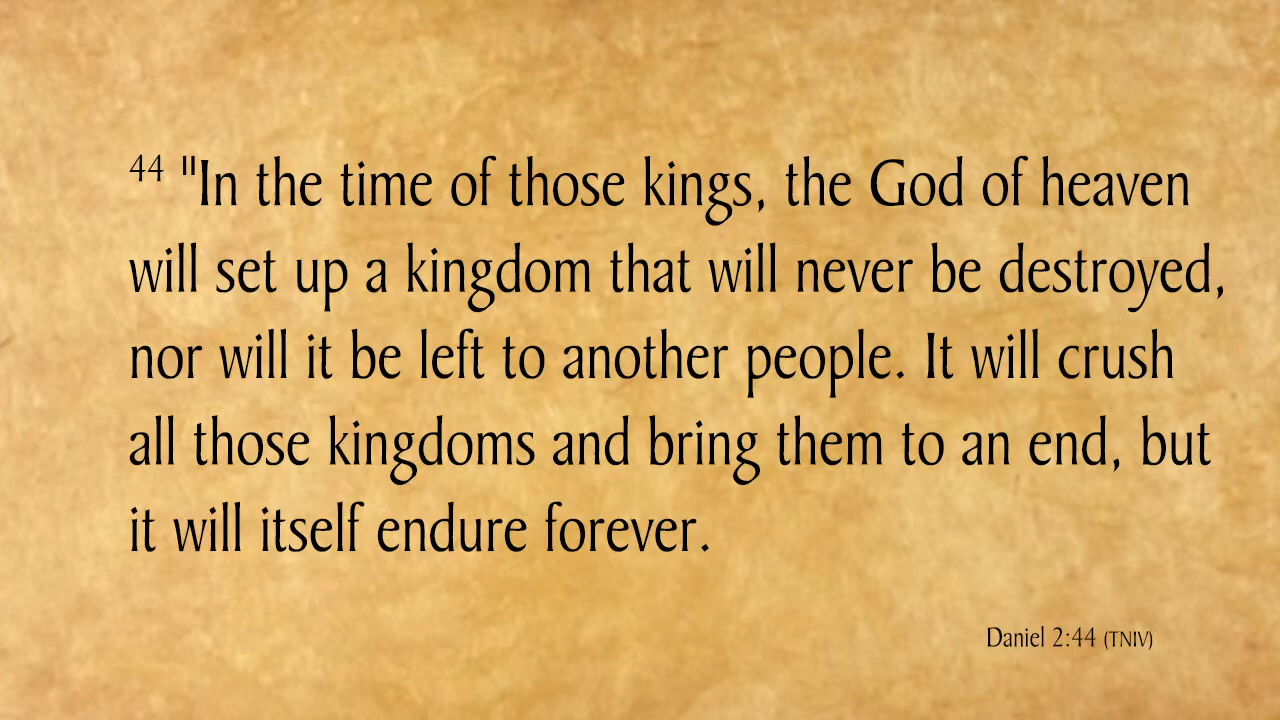 44 "In the time of those kings, the God of heaven
will set up a kingdom that will never be destroyed,
nor will it be left to another people. It will crush
all those kingdoms and bring them to an end, but
it will itself endure forever.
Daniel 2:44 (TNIV)